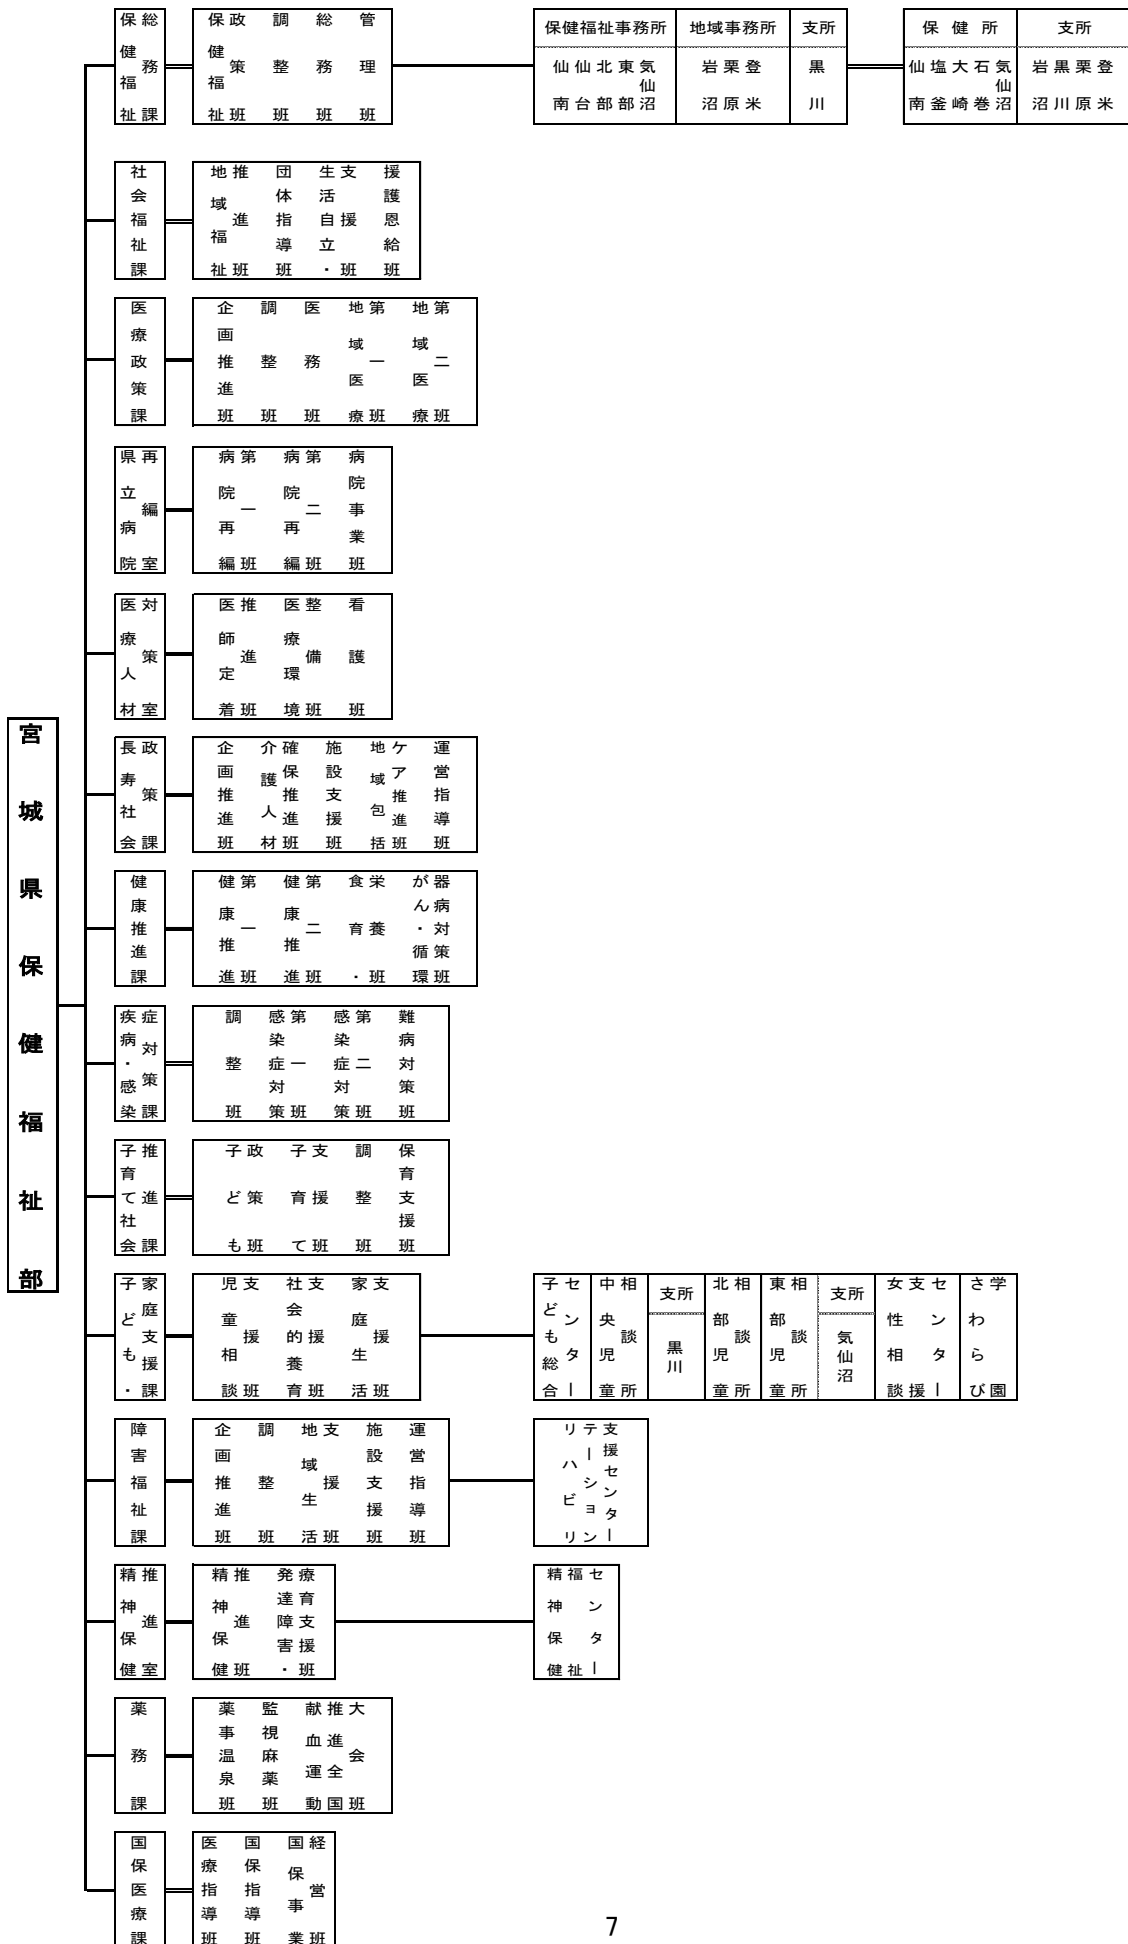 宮城県保健福祉部
保健福祉総務課
保健福祉政策班
調整班
総務班
管理班
保健福祉事務所
仙南
仙台
北部
東部
気仙沼
地域事務所
岩沼
栗原
登米
支所
黒川
保健所
仙南
塩釜
大崎
石巻
気仙沼
支所
岩沼
黒川
栗原
登米
社会福祉課
地域福祉推進班
団体指導班
生活自立・支援班
援護恩給班
医療政策課
企画推進班
調整班
医務班
地域医療第一班
地域医療第二班
県立病院再編室
病院再編第一班
病院再編第二班
病院事業班
医療人材対策室
医師定着推進班
医療環境整備班
看護班
長寿社会政策課
企画推進班
介護人材確保推進班
施設支援班
地域包括ケア推進班
運営指導班
健康推進課
健康推進第一班
健康推進第二班
食育・栄養班
がん・循環器病対策班
疾病・感染症対策課
調整班
感染症対策第一班
感染症対策第二班
難病対策班
子育て社会推進課
子ども政策班
子育て支援班
調整班
保育支援班
子ども・家庭支援課
児童相談支援班
社会的養育支援班
家庭生活支援班
子ども総合センター
中央児童相談所
支所
黒川
北部児童相談所
東部児童相談所
支所
気仙沼
女性相談支援センター
さわらび学園
障害福祉課
企画推進班
調整班
地域生活支援班
施設支援班
運営指導班
リハビリテーション支援センター
精神保健推進室
精神保健推進班
発達障害・療育支援班
精神保健福祉センター
薬務課
薬事温泉班
監視麻薬班
献血運動推進全国大会班
国保医療課
医療指導班
国保指導班
国保事業経営班
7